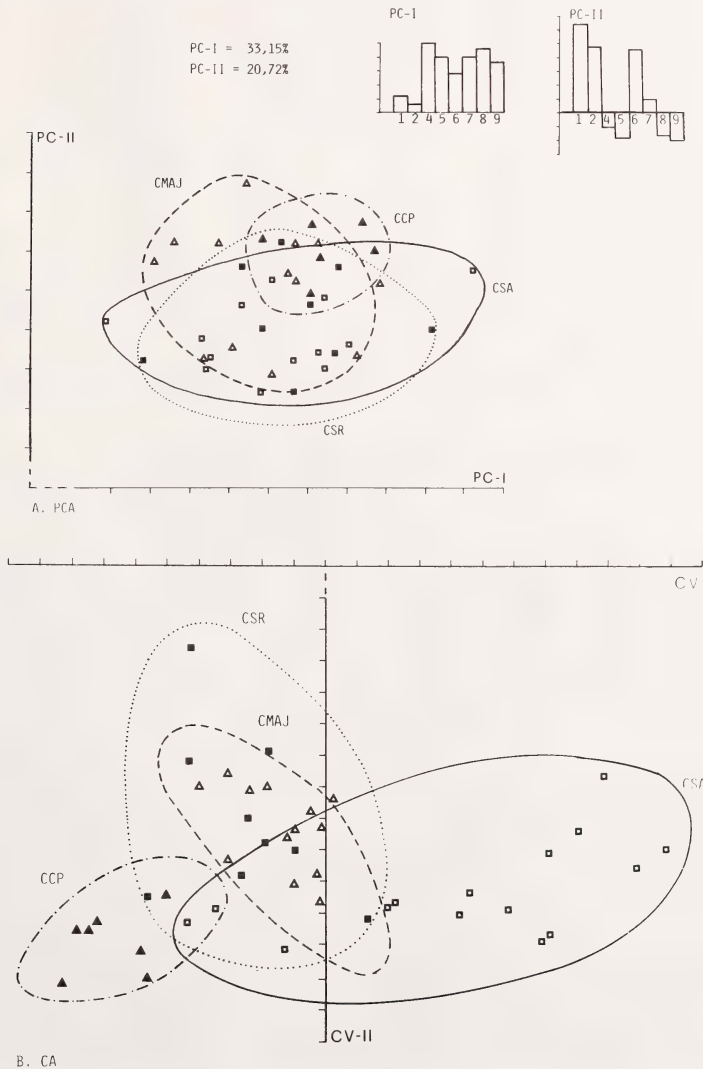 PC-I
PC-II
PC-I = 33,15%
PC-II = 20,72%
1 2 4 5 6 7 8 9
1 2 4 5 6 7 8 9
PC-II
CMAJ
CCP
CSA
CSR
PC-I
A. PCA
CV
CSR
CMAJ
CSA
CCP
CV-II
B. CA